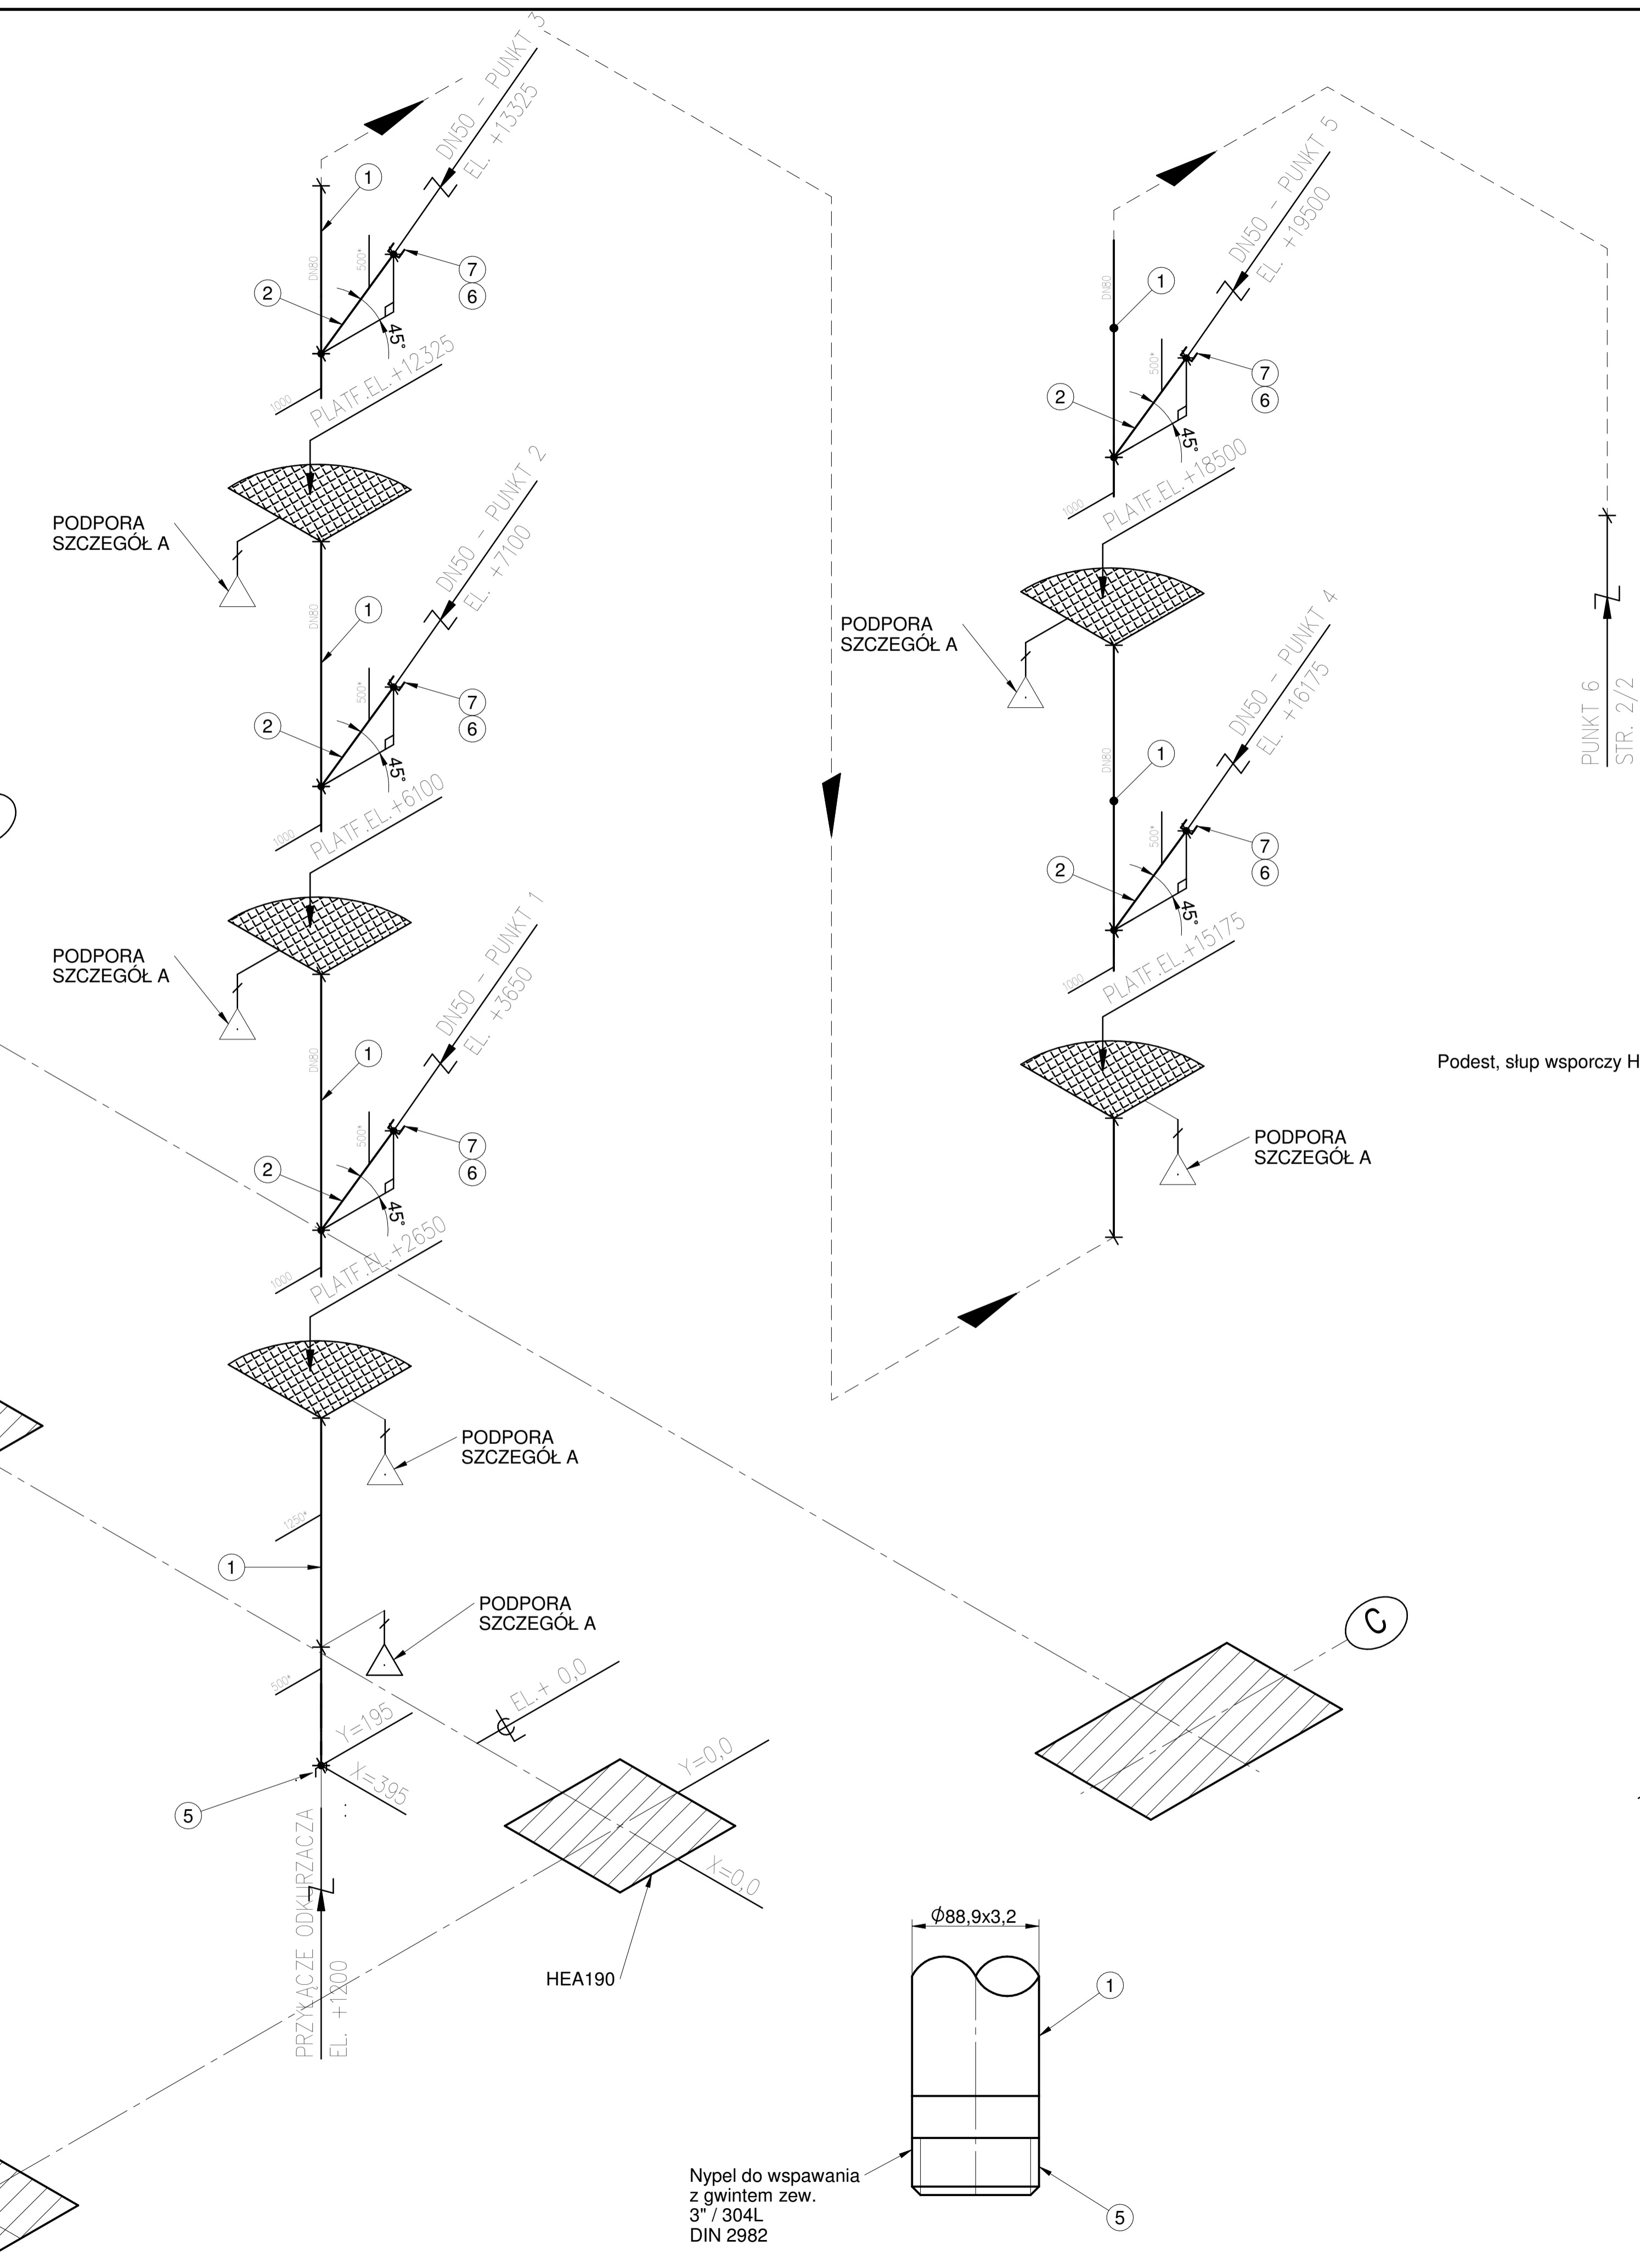 DN50 - PUNKT 3
EL. +13325
1
DN80
500*
7
6
2
45°
1000
PLATF.EL.+12325
PODPORA
SZCZEGÓŁ A
DN50 - PUNKT 2
EL. +7100
1
DN80
500*
7
6
2
45°
1000
PLATF.EL.+6100
PODPORA
SZCZEGÓŁ A
DN50 - PUNKT 1
EL. +3650
1
DN80
500*
7
6
2
45°
1000
PLATF.EL.+2650
PODPORA
SZCZEGÓŁ A
1250*
1
PODPORA
SZCZEGÓŁ A
500*
EL.+ 0,0
Y=195
X=395
5
PRZYŁĄCZE ODKURZACZA
EL. +1200
Y=0,0
X=0,0
HEA190
DN50 - PUNKT 5
EL. +19500
1
DN80
500*
7
6
2
45°
1000
PLATF.EL.+18500
PODPORA
SZCZEGÓŁ A
DN50 - PUNKT 4
EL. +16175
1
DN80
500*
7
6
2
45°
1000
PLATF.EL.+15175
PODPORA
SZCZEGÓŁ A
PUNKT 6
STR. 2/2
Podest, słup wsporczy H
C
Ø88,9x3,2
1
Nypel do wspawania
z gwintem zew.
3" / 304L
DIN 2982
5